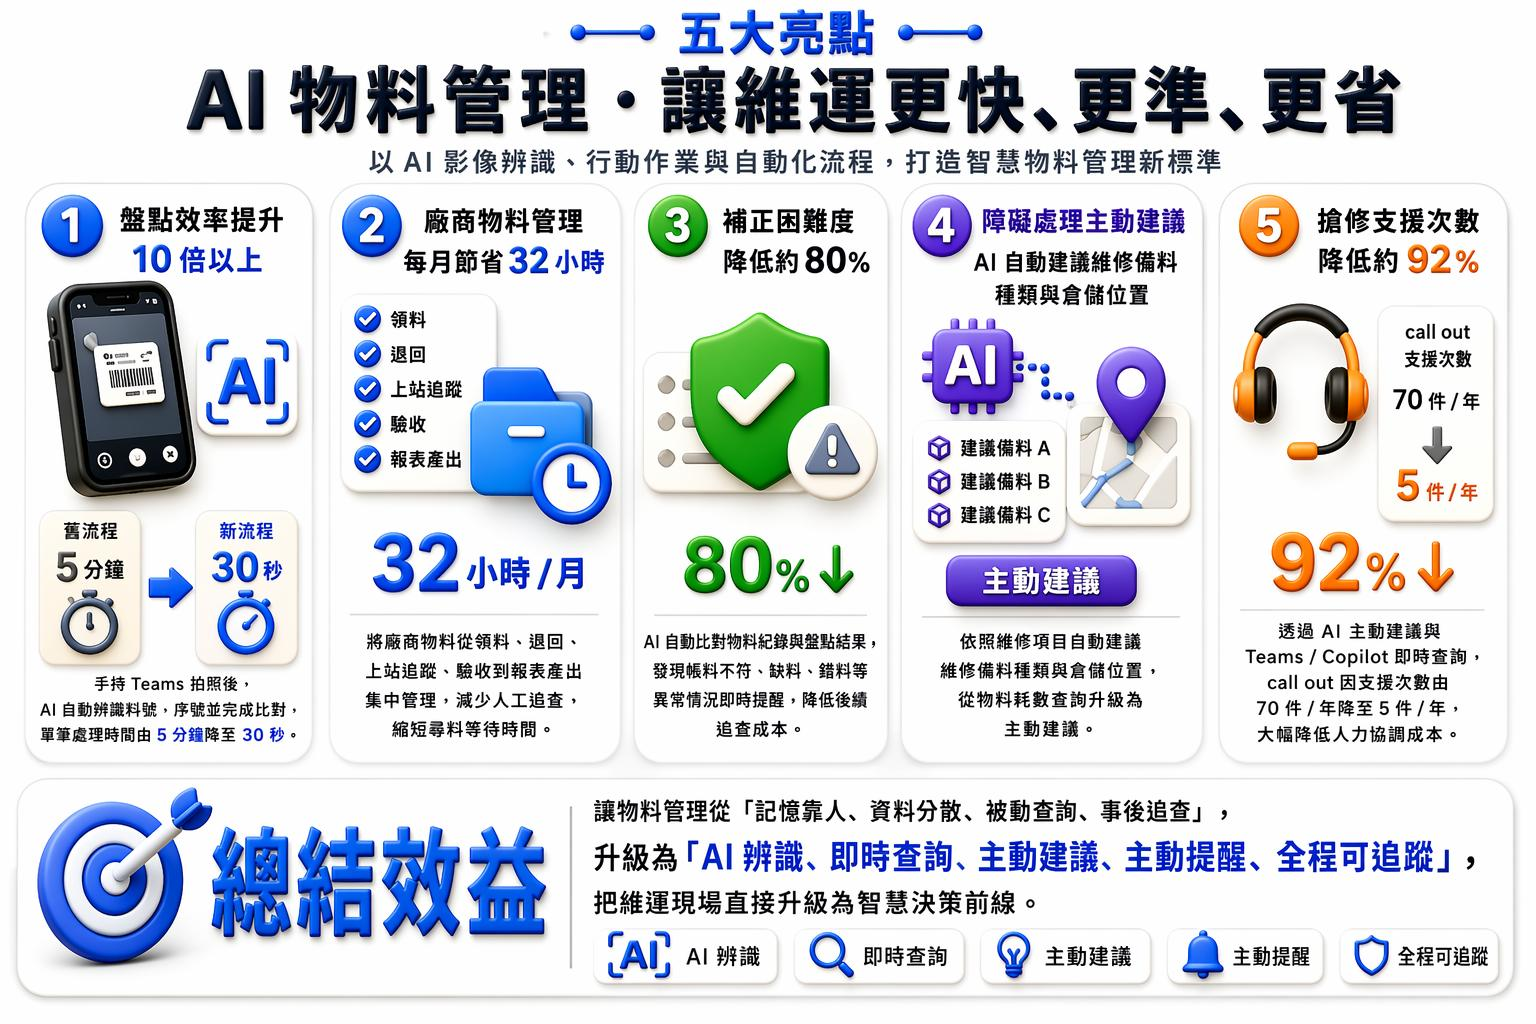 五大亮點
AI 物料管理・讓維運更快、更準、更省
以 AI 影像辨識、行動作業與自動化流程，打造智慧物料管理新標準
1
盤點效率提升
10 倍以上
AI
舊流程
5 分鐘
新流程
30 秒
手持 Teams 拍照後，
AI 自動辨識料號，序號並完成比對，
單筆處理時間由 5 分鐘降至 30 秒。
2
廠商物料管理
每月節省 32 小時
領料
退回
上站追蹤
驗收
報表產出
32 小時 / 月
將廠商物料從領料、退回、
上站追蹤、驗收到報表產出
集中管理，減少人工追查，
縮短尋料等待時間。
3
補正困難度
降低約 80%
80%↓
AI 自動比對物料紀錄與盤點結果，
發現帳料不符、缺料、錯料等
異常情況即時提醒，降低後續
追查成本。
4
障礙處理主動建議
AI 自動建議維修備料
種類與倉儲位置
AI
建議備料 A
建議備料 B
建議備料 C
主動建議
依照維修項目自動建議
維修備料種類與倉儲位置，
從物料耗數查詢升級為
主動建議。
5
搶修支援次數
降低約 92%
call out
支援次數
70 件 / 年
5 件 / 年
92%↓
透過 AI 主動建議與
Teams / Copilot 即時查詢，
call out 因支援次數由
70 件 / 年降至 5 件 / 年，
大幅降低人力協調成本。
總結效益
讓物料管理從「記憶靠人、資料分散、被動查詢、事後追查」，
升級為「AI 辨識、即時查詢、主動建議、主動提醒、全程可追蹤」，
把維運現場直接升級為智慧決策前線。
AI AI 辨識
即時查詢
主動建議
主動提醒
全程可追蹤